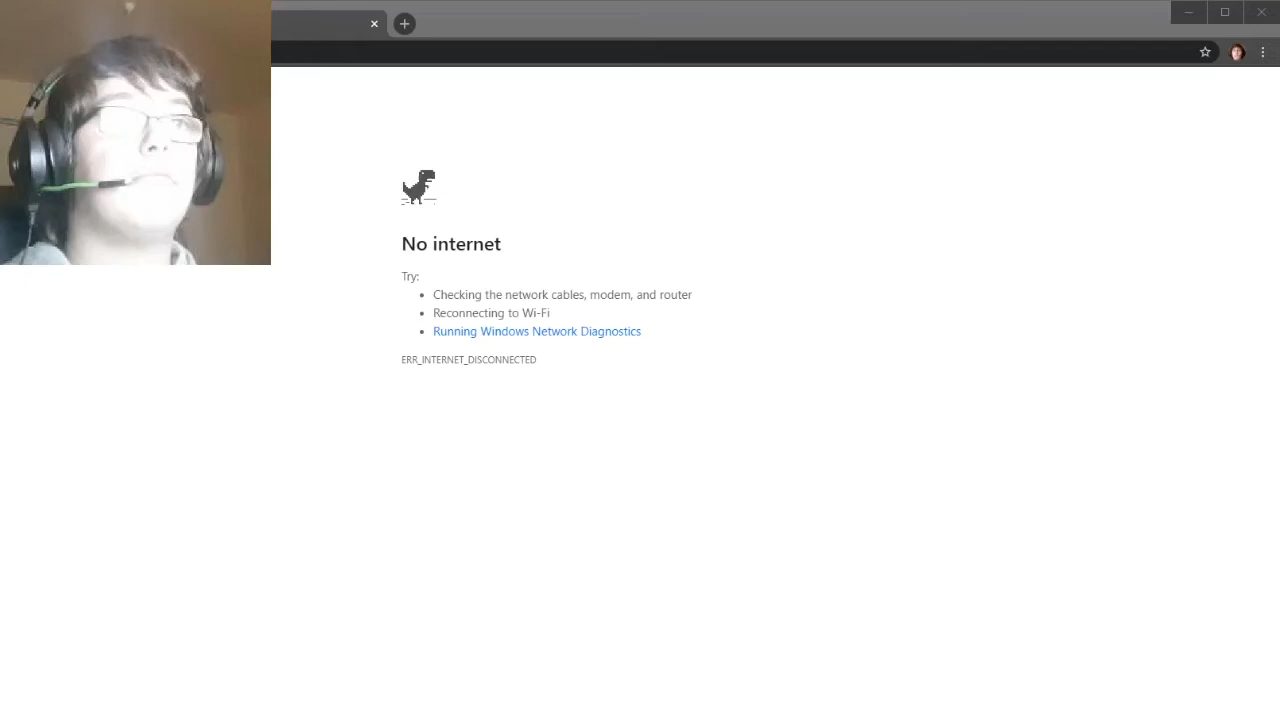 No internet
Try:
Checking the network cables, modem, and router
Reconnecting to Wi-Fi
Running Windows Network Diagnostics
ERR_INTERNET_DISCONNECTED